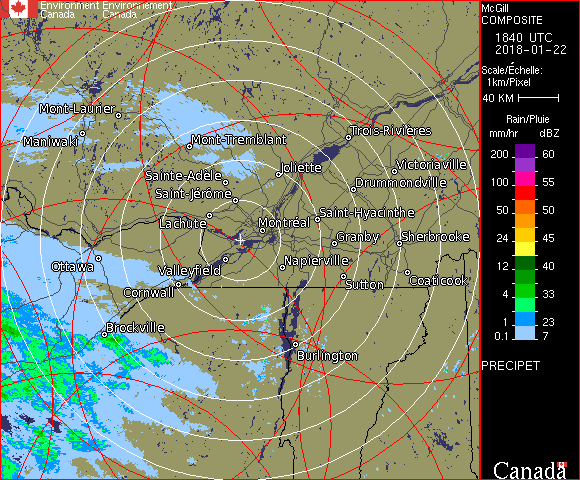 Environment Environnement
Canada Canada
McGill
COMPOSITE
1840 UTC
2018-01-22
Scale/Échelle:
1km/Pixel
40 KM
Rain/Pluie
mm/hr dBZ
200 60
100 55
50 50
24 45
12 40
4 33
1 23
0.1 7
PRECIPET
Canada
Mont-Laurier
Maniwaki
Mont-Tremblant
Trois-Rivières
Sainte-Adèle
Joliette
Victoriaville
Saint-Jérôme
Drummondville
Lachute
Montréal
Saint-Hyacinthe
Granby
Sherbrooke
Ottawa
Valleyfield
Napierville
Cornwall
Sutton
Coaticook
Brockville
Burlington